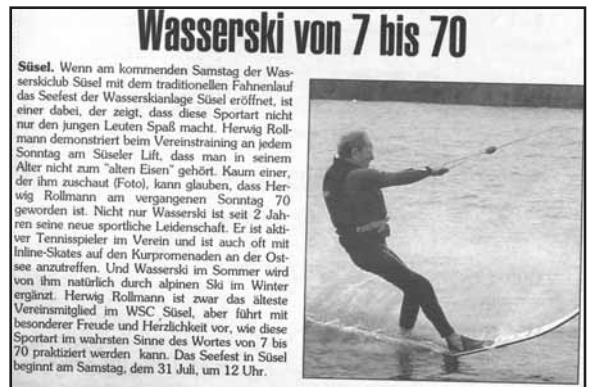 Wasserski von 7 bis 70
Süsel. Wenn am kommenden Samstag der Was-
serskiclub Süsel mit dem traditionellen Fahnenlauf
das Seefest der Wasserskianlage Süsel eröffnet, ist
einer dabei, der zeigt, dass diese Sportart nicht
nur den jungen Leuten Spaß macht. Herwig Roll-
mann demonstriert beim Vereinstraining an jedem
Sonntag am Süseler Lift, dass man in seinem
Alter nicht zum "alten Eisen" gehört. Kaum einer,
der ihm zuschaut (Foto), kann glauben, dass Her-
wig Rollmann am vergangenen Sonntag 70
geworden ist. Nicht nur Wasserski ist seit 2 Jah-
ren seine neue sportliche Leidenschaft. Er ist akti-
ver Tennisspieler im Verein und ist auch oft mit
Inline-Skates auf den Kurpromenaden an der Ost-
see anzutreffen. Und Wasserski im Sommer wird
von ihm natürlich durch alpinen Ski im Winter
ergänzt. Herwig Rollmann ist zwar das älteste
Vereinsmitglied im WSC Süsel, aber führt mit
besonderer Freude und Herzlichkeit vor, wie diese
Sportart im wahrsten Sinne des Wortes von 7 bis
70 praktiziert werden kann. Das Seefest in Süsel
beginnt am Samstag, dem 31 Juli, um 12 Uhr.